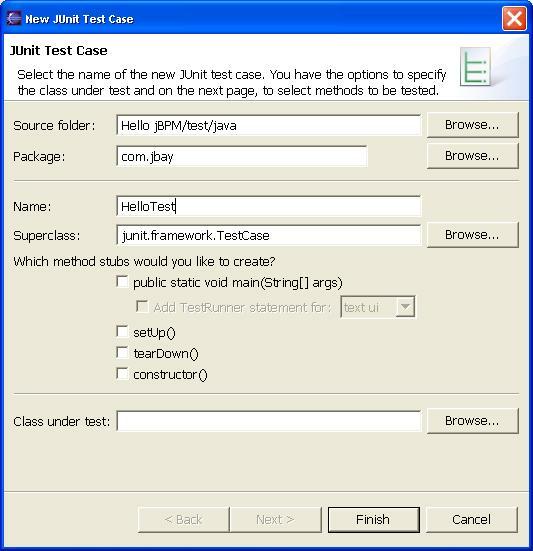 New JUnit Test Case
JUnit Test Case
Select the name of the new JUnit test case. You have the options to specify
the class under test and on the next page, to select methods to be tested.
Source folder: Hello jBPM/test/java Browse...
Package: com.jbay Browse...
Name: HelloTest
Superclass: junit.framework.TestCase Browse...
Which method stubs would you like to create?
public static void main(String[] args)
Add TestRunner statement for: text ui
setUp()
tearDown()
constructor()
Class under test: Browse...
< Back Next > Finish Cancel